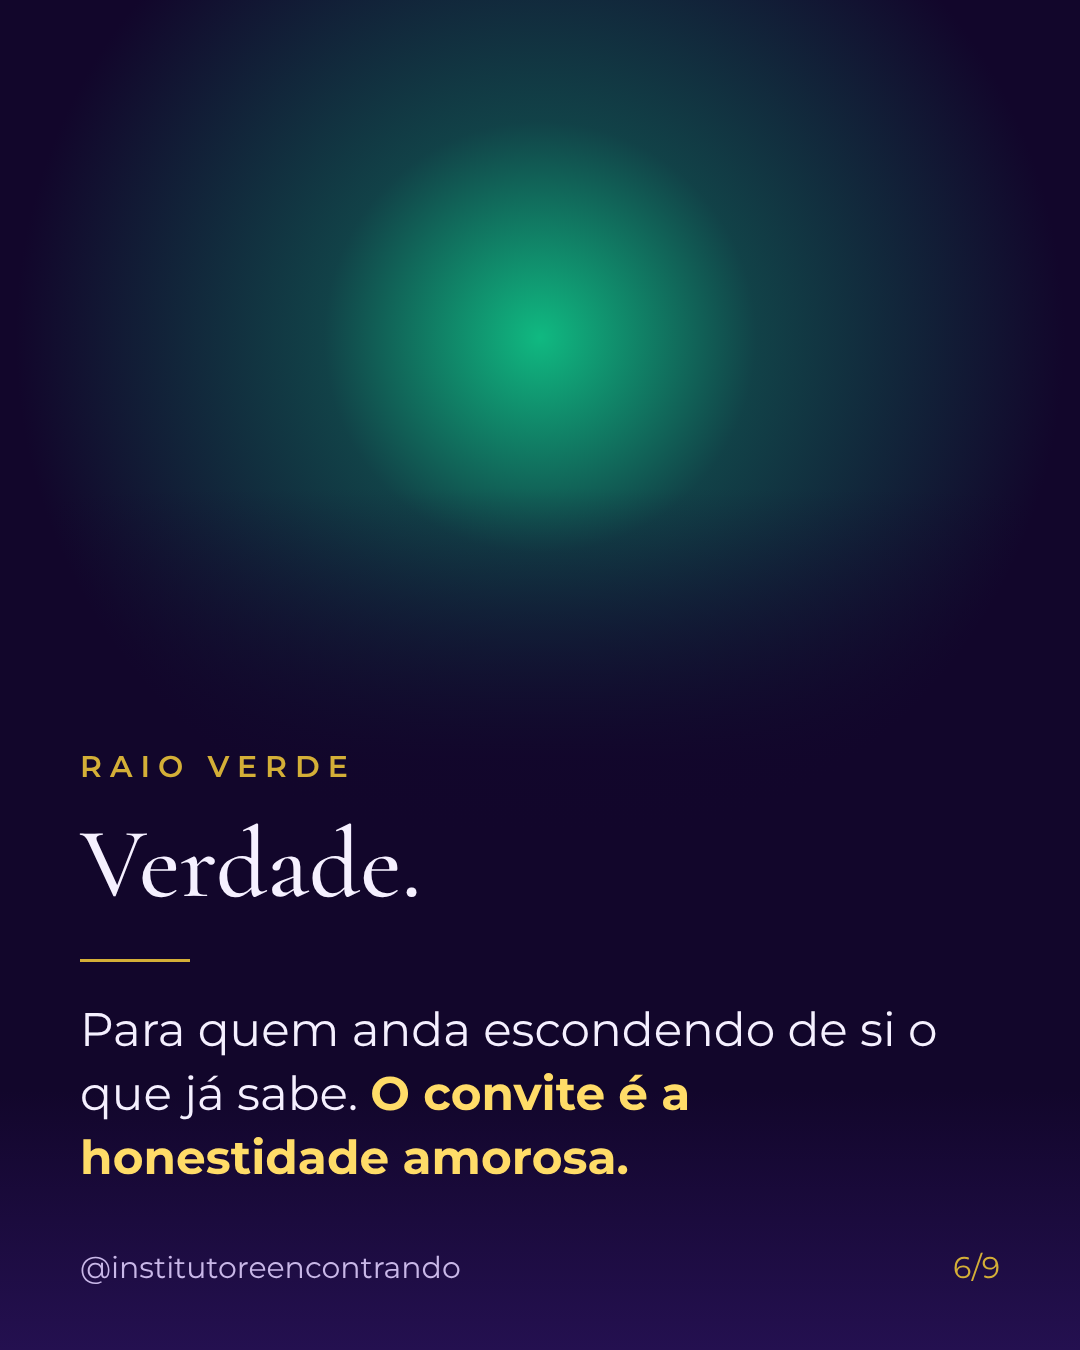 RAIO VERDE
Verdade.
Para quem anda escondendo de si o
que já sabe. O convite é a
honestidade amorosa.
@institutoreencontrando
6/9